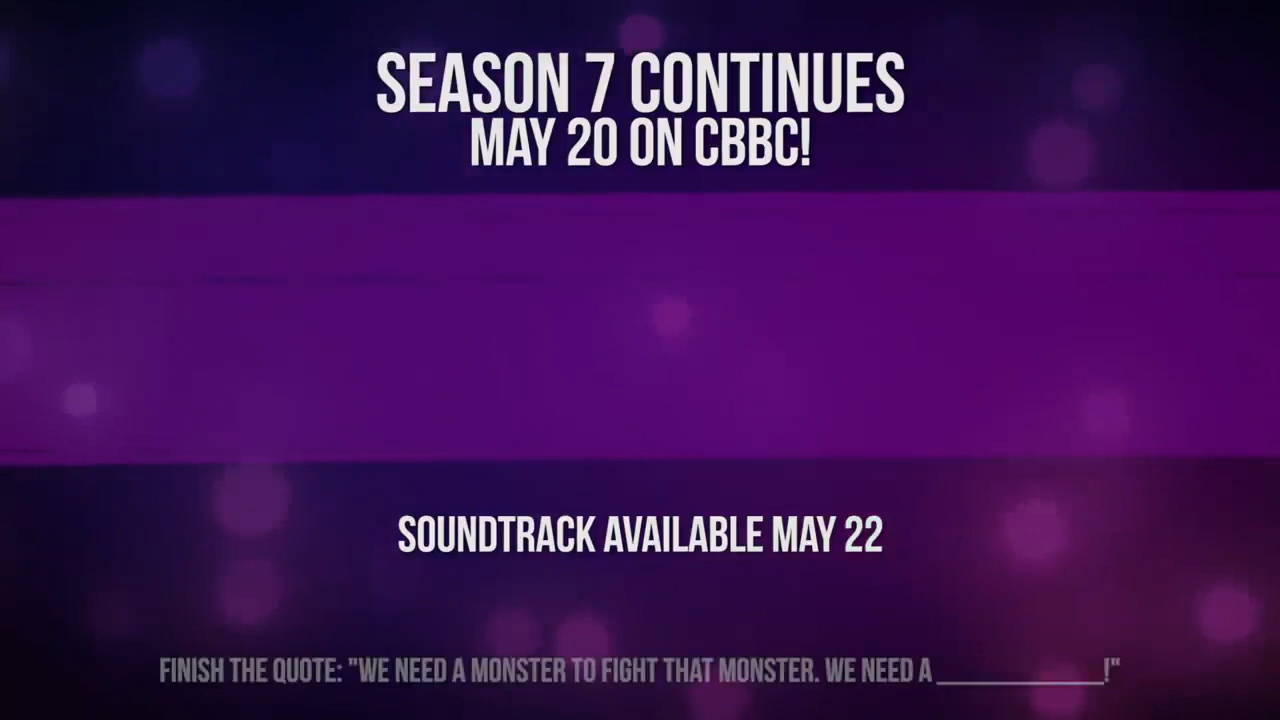 SEASON 7 CONTINUES
MAY 20 ON CBBC!
SOUNDTRACK AVAILABLE MAY 22
FINISH THE QUOTE: "WE NEED A MONSTER TO FIGHT THAT MONSTER. WE NEED A ______________!"